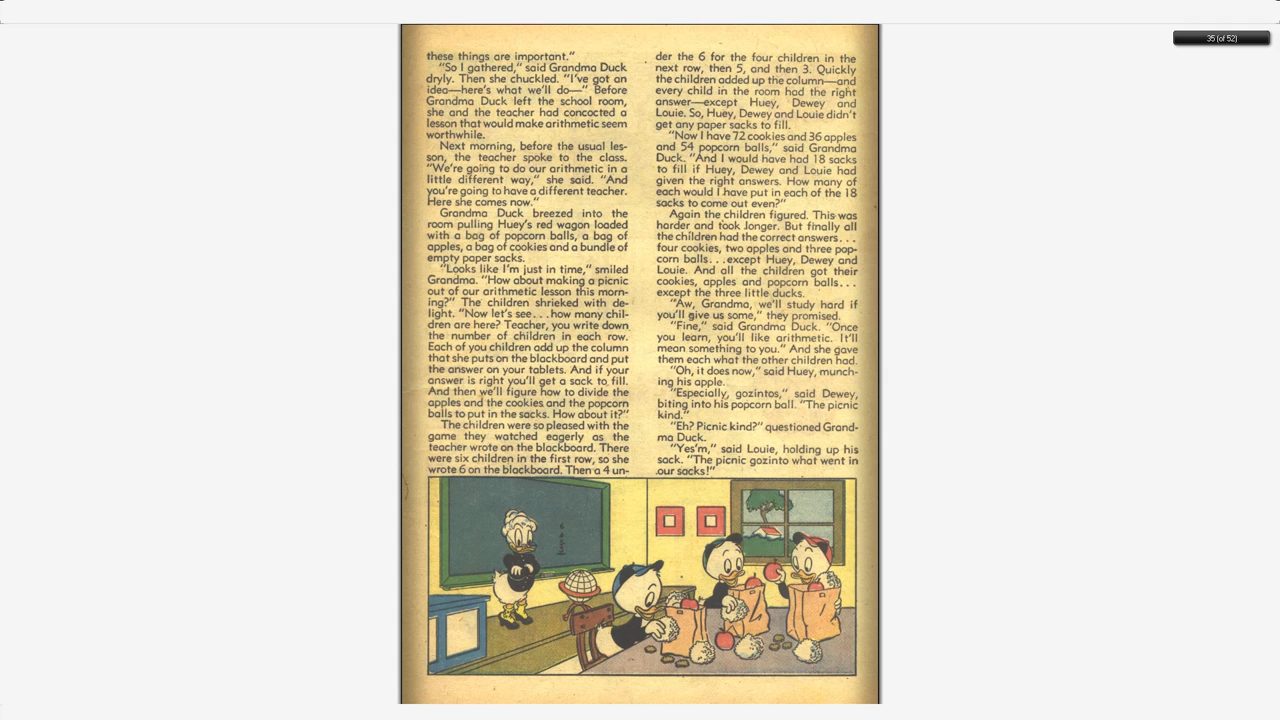 35 (of 52)
these things are important."
"So I gathered," said Grandma Duck
dryly. Then she chuckled. "I've got an
idea—here's what we'll do—" Before
Grandma Duck left the school room,
she and the teacher had concocted a
lesson that would make arithmetic seem
worthwhile.
Next morning, before the usual les-
son, the teacher spoke to the class.
"We're going to do our arithmetic in a
little different way," she said. "And
you're going to have a different teacher.
Here she comes now."
Grandma Duck breezed into the
room pulling Huey's red wagon loaded
with a bag of popcorn balls, a bag of
apples, a bag of cookies and a bundle of
empty paper sacks.
"Looks like I'm just in time," smiled
Grandma. "How about making a picnic
out of our arithmetic lesson this morn-
ing?" The children shrieked with de-
light. "Now let's see...how many chil-
dren are here? Teacher, you write down
the number of children in each row.
Each of you children add up the column
that she puts on the blackboard and put
the answer on your tablets. And if your
answer is right you'll get a sack to fill.
And then we'll figure how to divide the
apples and the cookies and the popcorn
balls to put in the sacks. How about it?"
The children were so pleased with the
game they watched eagerly as the
teacher wrote on the blackboard. There
were six children in the first row, so she
wrote 6 on the blackboard. Then a 4 un-
der the 6 for the four children in the
next row, then 5, and then 3. Quickly
the children added up the column—and
every child in the room had the right
answer—except Huey, Dewey and
Louie. So, Huey, Dewey and Louie didn't
get any paper sacks to fill.
"Now I have 72 cookies and 36 apples
and 54 popcorn balls," said Grandma
Duck. "And I would have had 18 sacks
to fill if Huey, Dewey and Louie had
given the right answers. How many of
each would I have put in each of the 18
sacks to come out even?"
Again the children figured. This was
harder and took longer. But finally all
the children had the correct answers...
four cookies, two apples and three pop-
corn balls...except Huey, Dewey and
Louie. And all the children got their
cookies, apples and popcorn balls...
except the three little ducks.
"Aw, Grandma, we'll study hard if
you'll give us some," they promised.
"Fine," said Grandma Duck. "Once
you learn, you'll like arithmetic. It'll
mean something to you." And she gave
them each what the other children had.
"Oh, it does now," said Huey, munch-
ing his apple.
"Especially, gozintos," said Dewey,
biting into his popcorn ball. "The picnic
kind."
"Eh? Picnic kind?" questioned Grand-
ma Duck.
"Yes'm," said Louie, holding up his
sack. "The picnic gozinto what went in
our sacks!"